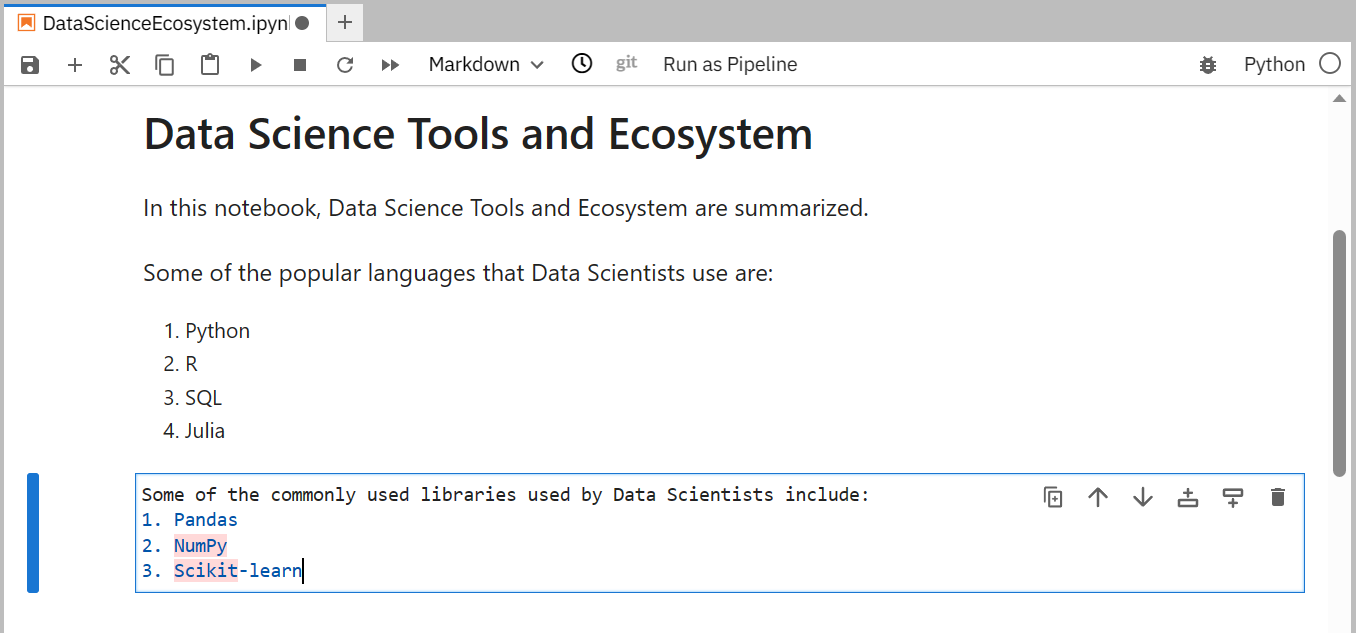 DataScienceEcosystem.ipyn
Markdown git Run as Pipeline Python
Data Science Tools and Ecosystem
In this notebook, Data Science Tools and Ecosystem are summarized.
Some of the popular languages that Data Scientists use are:
1. Python
2. R
3. SQL
4. Julia
Some of the commonly used libraries used by Data Scientists include:
1. Pandas
2. NumPy
3. Scikit-learn